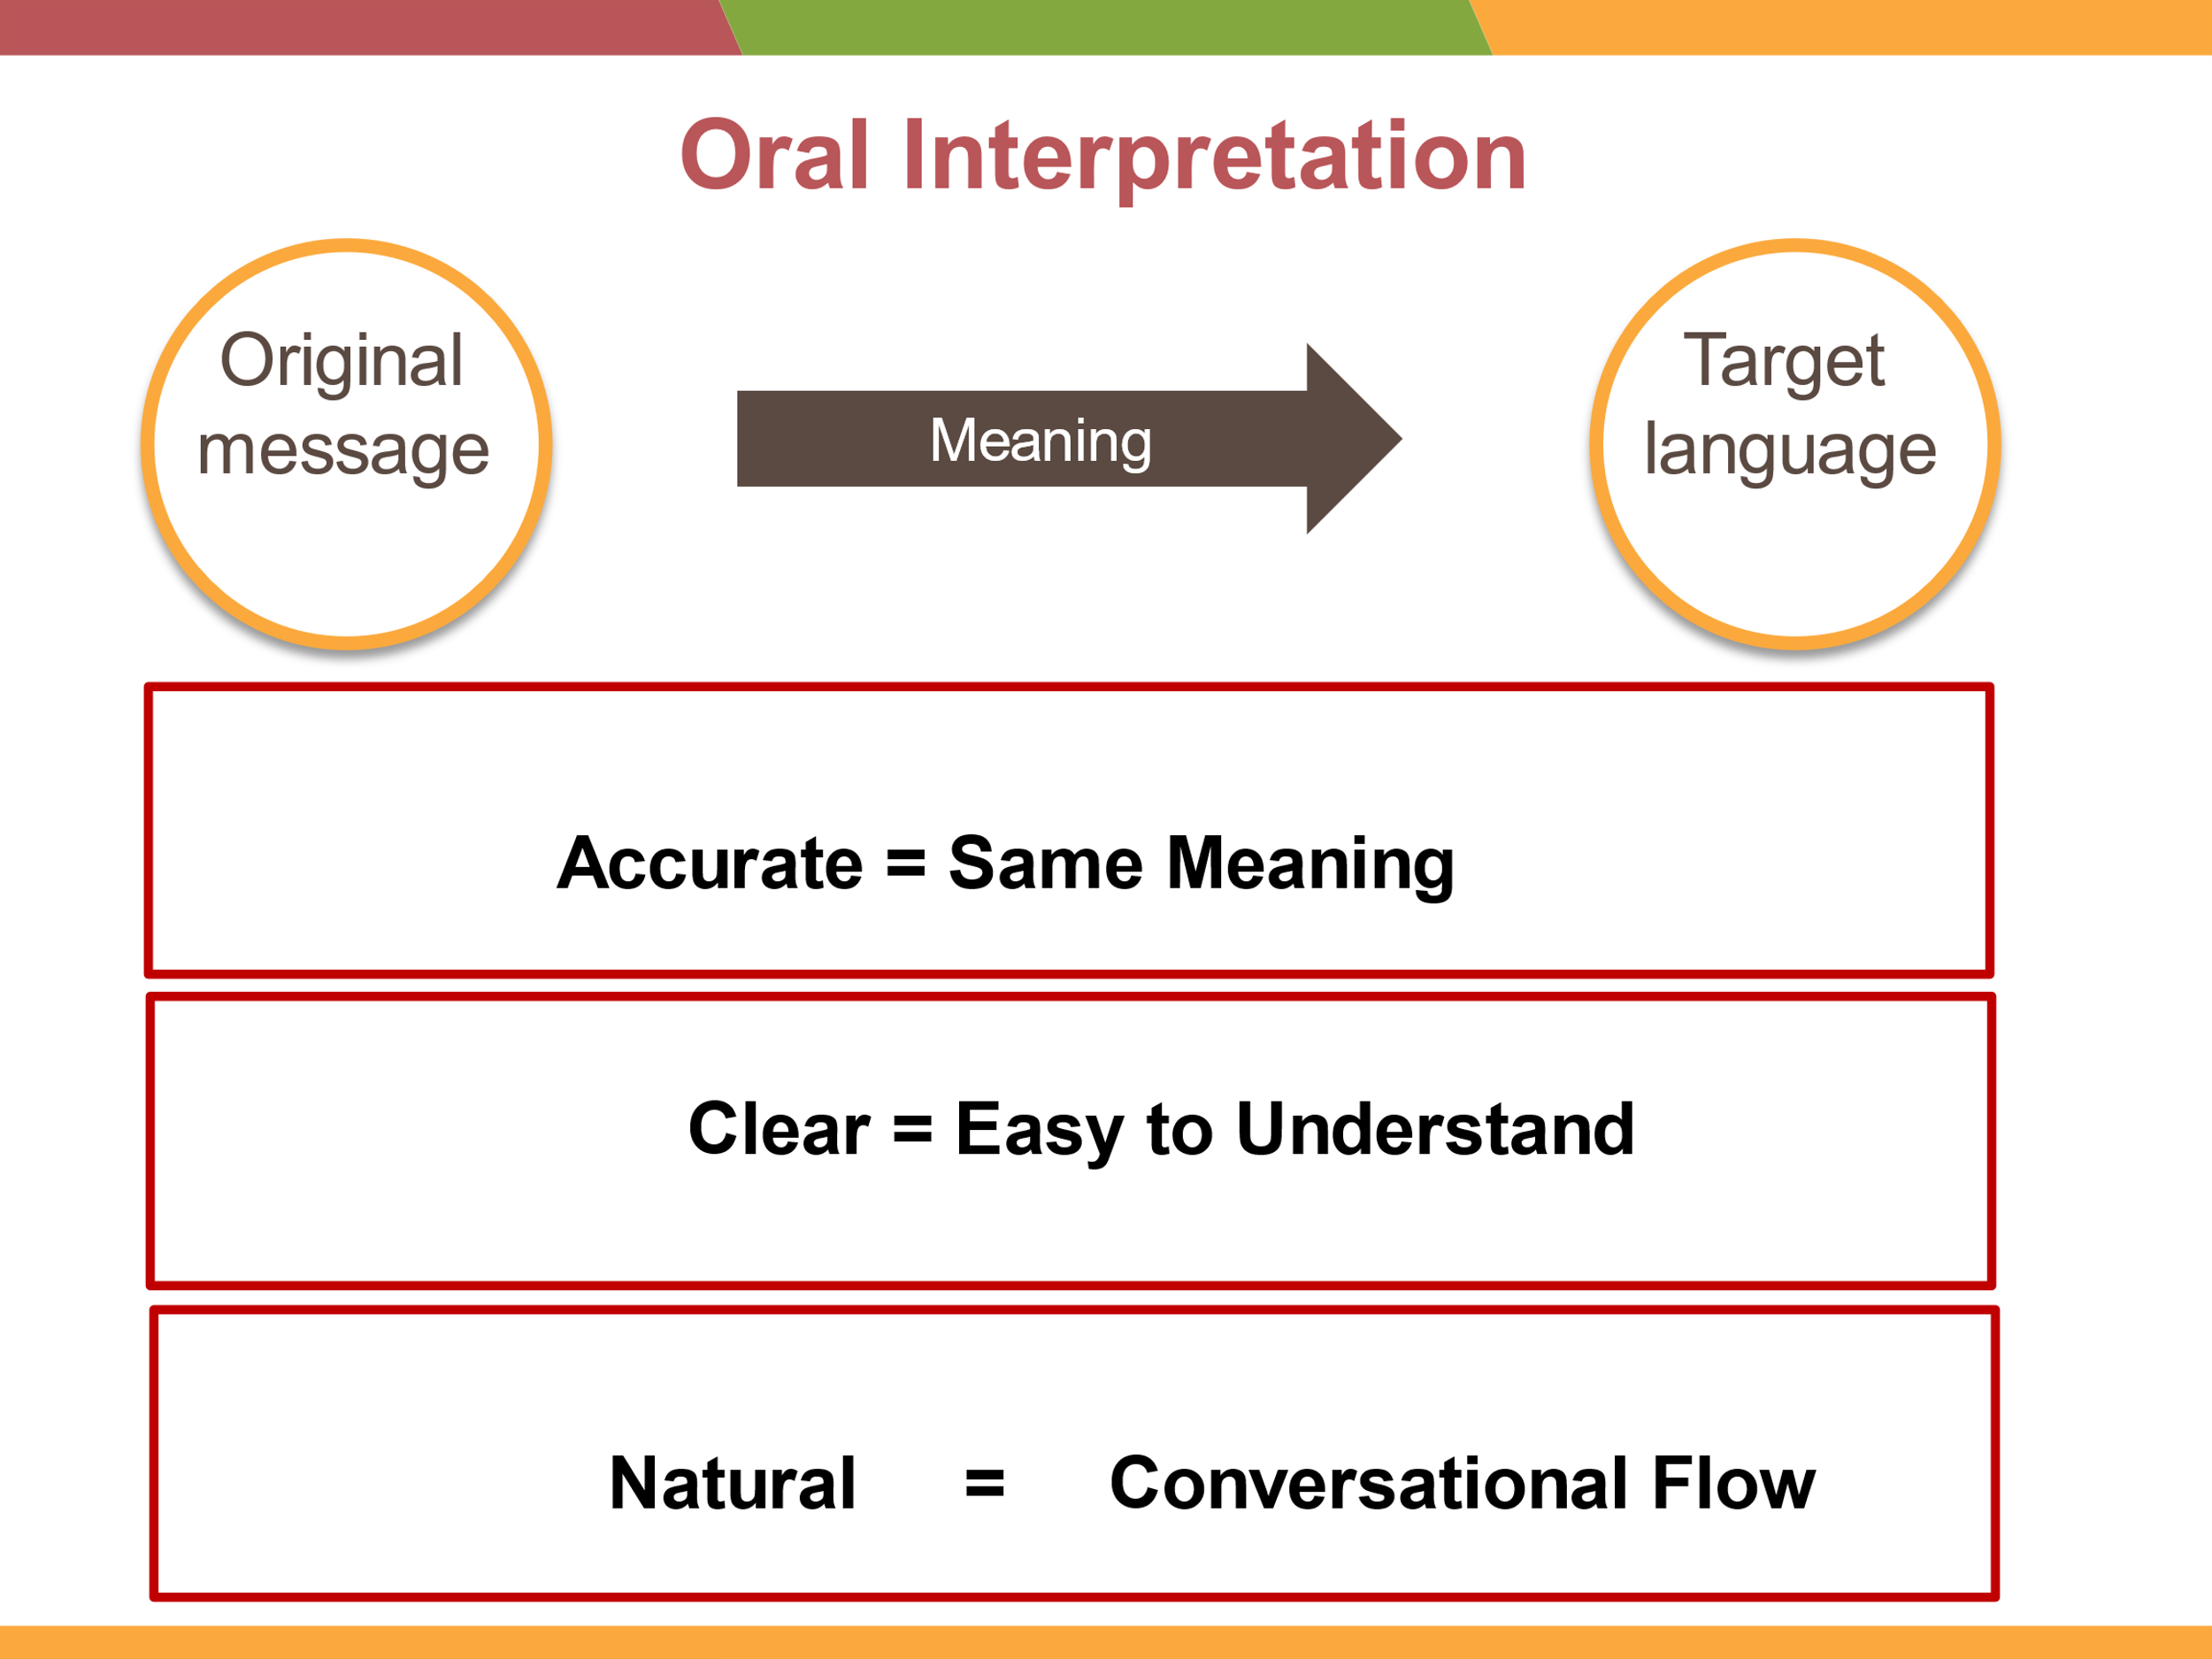 Oral Interpretation
Original
message
Meaning
Target
language
Accurate = Same Meaning
Clear = Easy to Understand
Natural = Conversational Flow